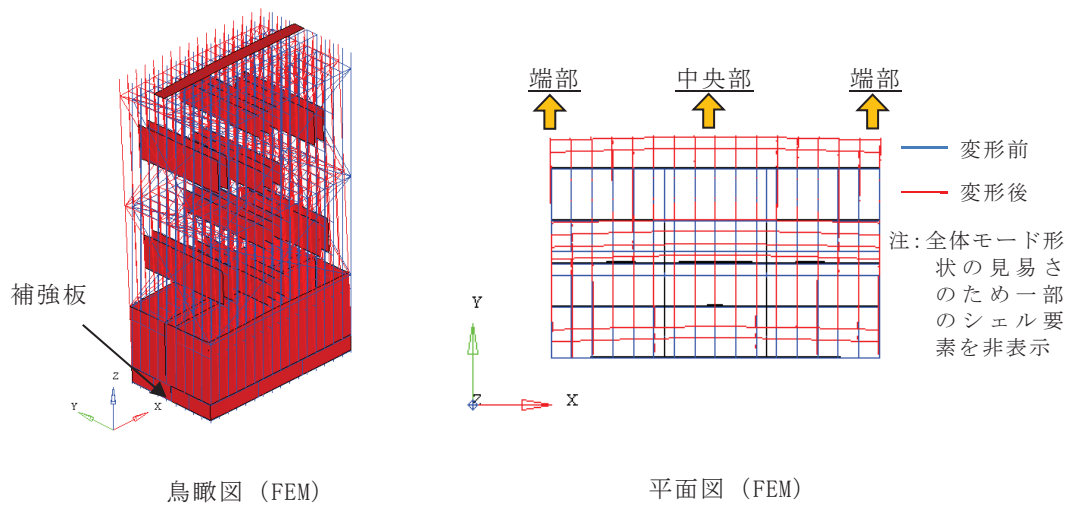 端部
中央部
端部
変形前
変形後
注:全体モード形
状の見易さ
のため一部
のシェル要
素を非表示
補強板
Z
Y
X
Y
Z
X
鳥瞰図 (FEM)
平面図 (FEM)